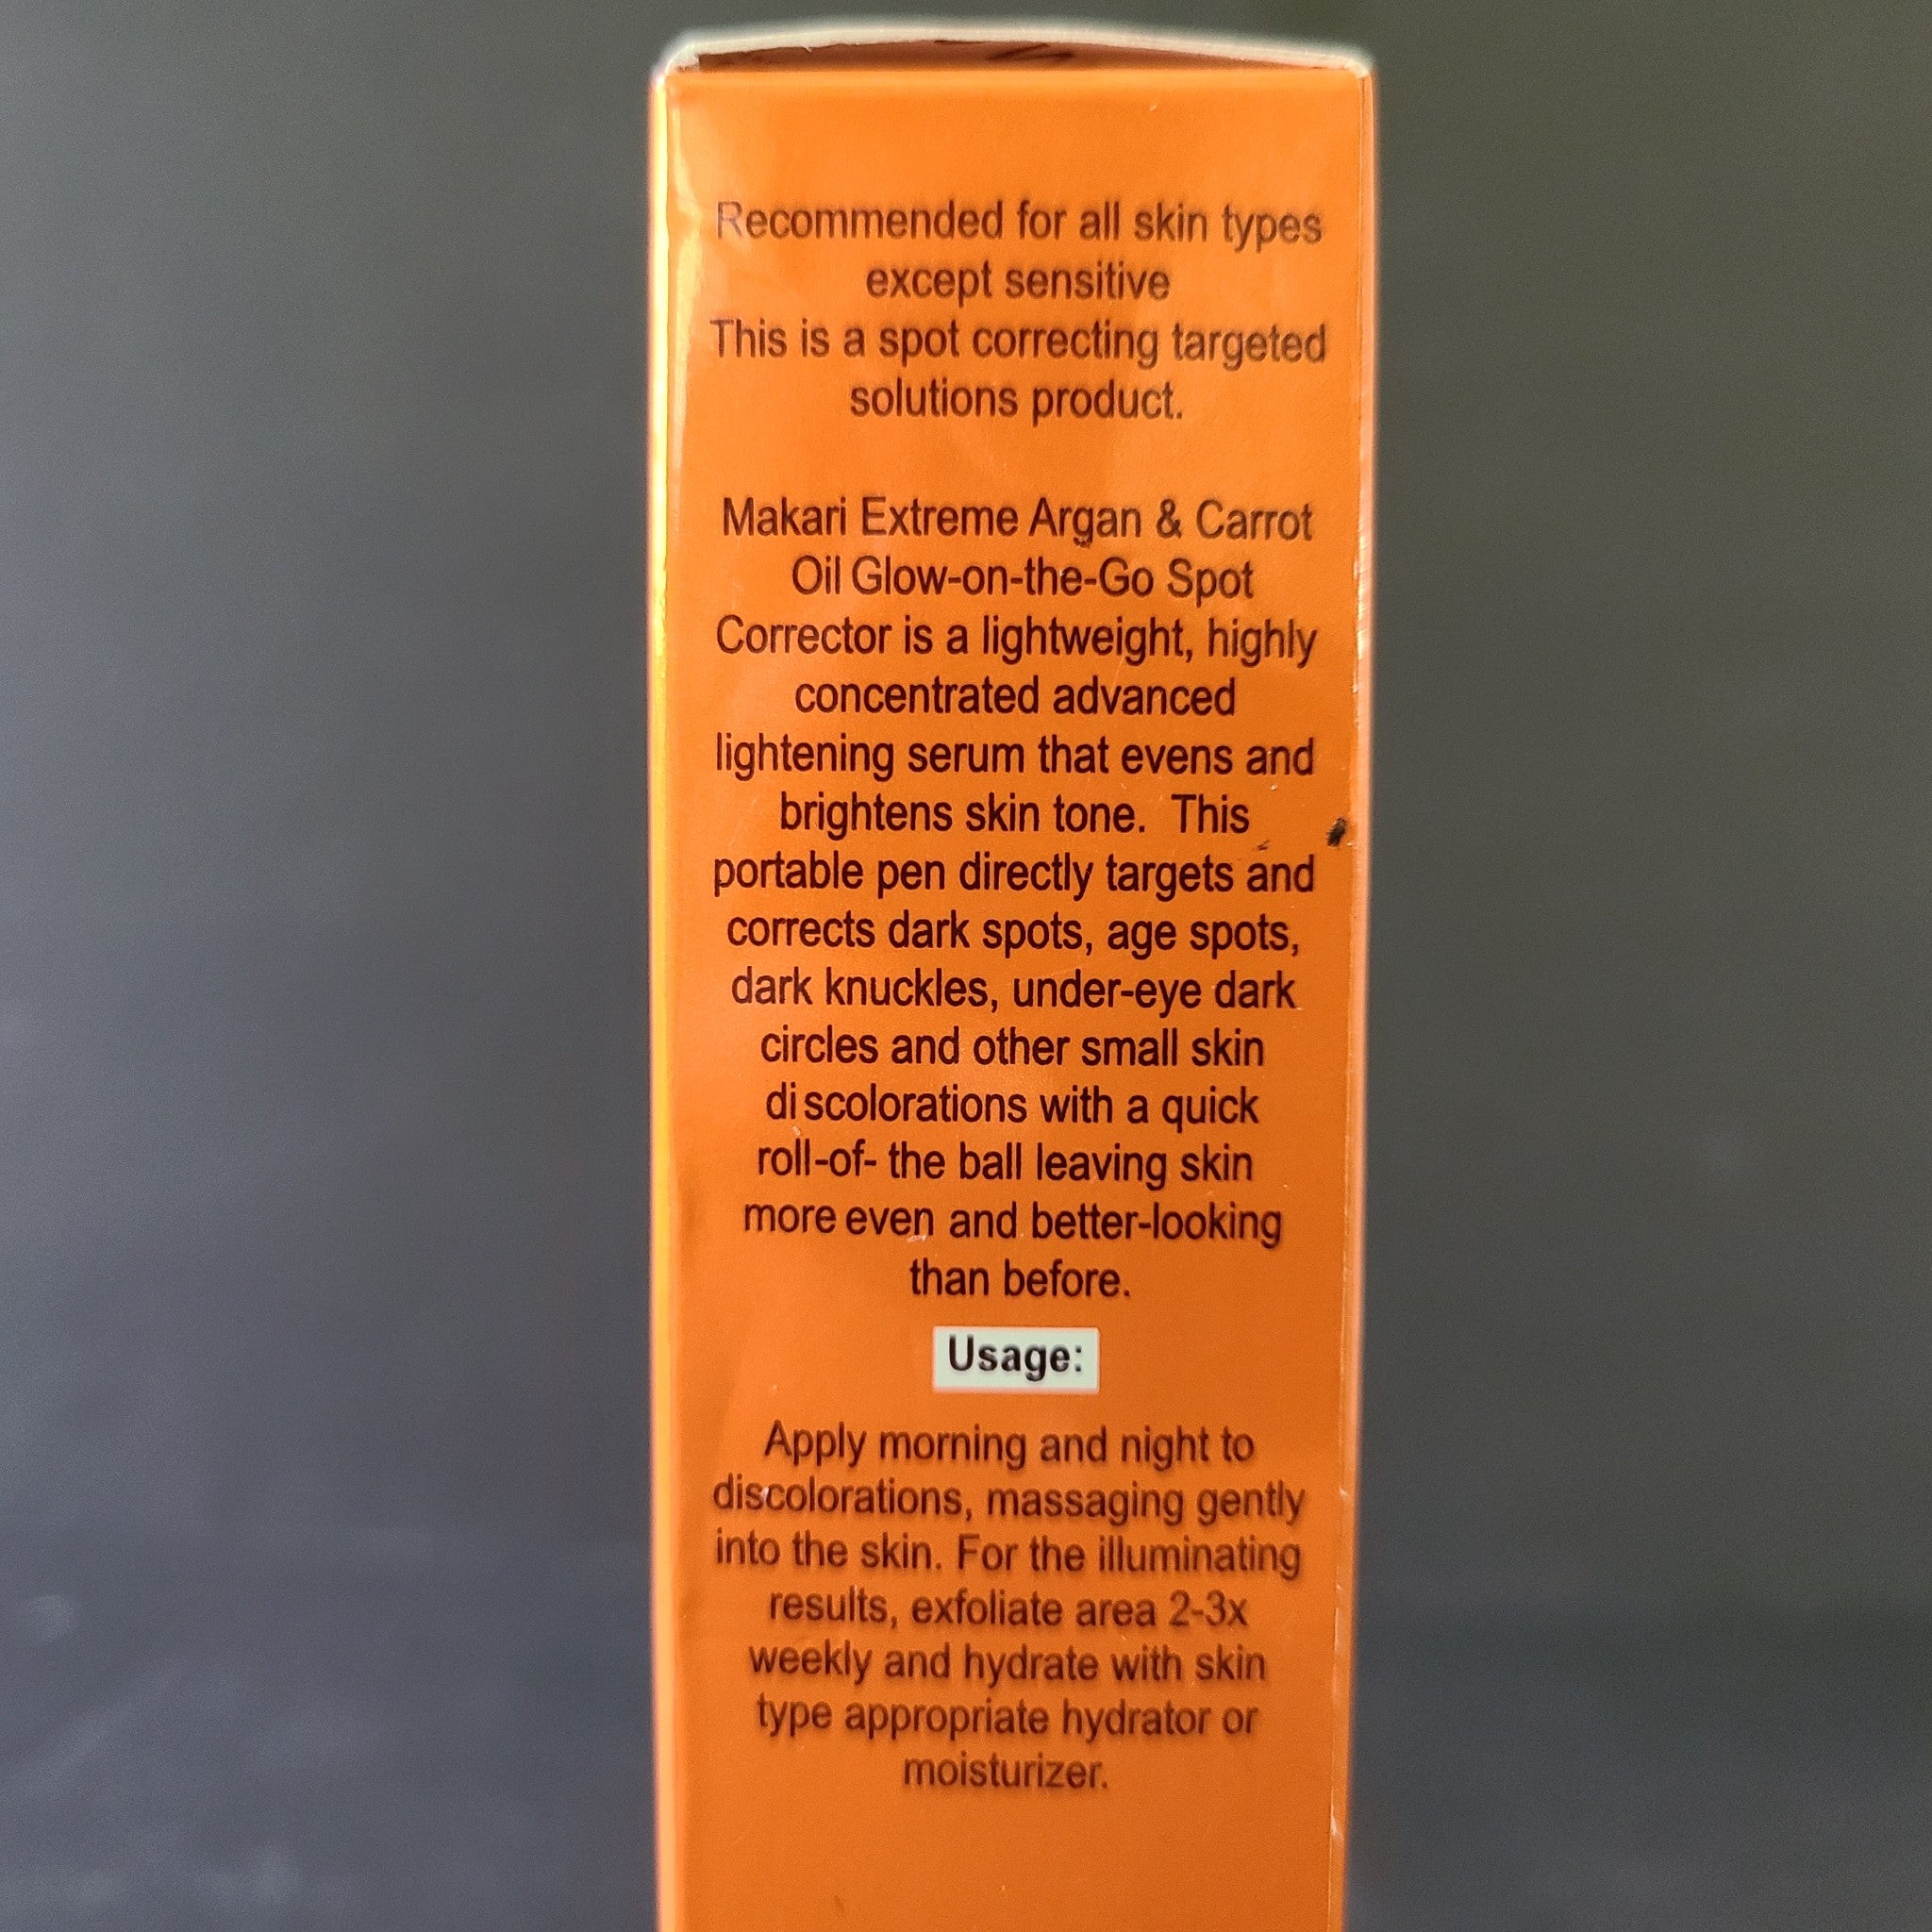 Recommended for all skin types
except sensitive
This is a spot correcting targeted
solutions product.
Makari Extreme Argan & Carrot
Oil Glow-on-the-Go Spot
Corrector is a lightweight, highly
concentrated advanced
lightening serum that evens and
brightens skin tone. This
portable pen directly targets and
corrects dark spots, age spots,
dark knuckles, under-eye dark
circles and other small skin
di scolorations with a quick
roll-of- the ball leaving skin
more even and better-looking
than before.
Usage:
Apply morning and night to
discolorations, massaging gently
into the skin. For the illuminating
results, exfoliate area 2-3x
weekly and hydrate with skin
type appropriate hydrator or
moisturizer.